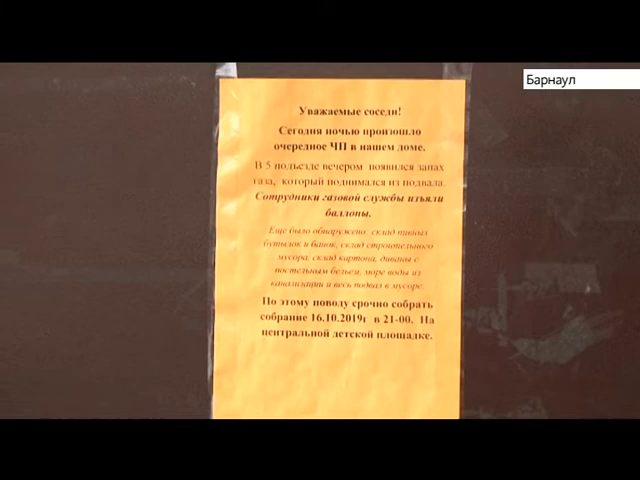 Барнаул
Уважаемые соседи!
Сегодня ночью произошло
очередное ЧП в нашем доме.
В 5 подъезде вечером появился запах
газа, который поднимался из подвала.
Сотрудники газовой службы изъяли
баллоны.
Еще было обнаружено: склад пивных
бутылок и банок, склад строительного
мусора, склад картона, диваны с
постельным бельем, море воды из
канализации и весь подвал в мусоре.
По этому поводу срочно собрать
собрание 16.10.2019г в 21-00. На
центральной детской площадке.